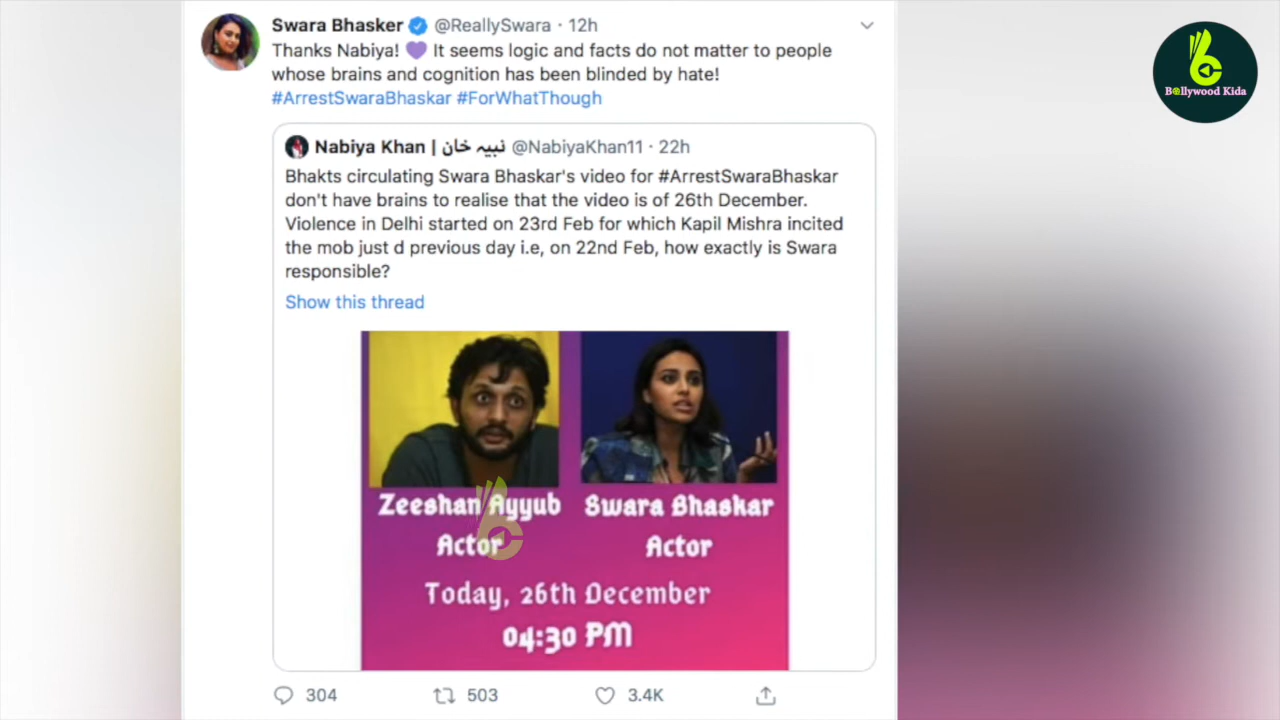 Swara Bhasker @ReallySwara · 12h
Thanks Nabiya! 💜 It seems logic and facts do not matter to people
whose brains and cognition has been blinded by hate!
#ArrestSwaraBhaskar #ForWhatThough
Nabiya Khan | نبیہ خان @NabiyaKhan11 · 22h
Bhakts circulating Swara Bhaskar's video for #ArrestSwaraBhaskar
don't have brains to realise that the video is of 26th December.
Violence in Delhi started on 23rd Feb for which Kapil Mishra incited
the mob just d previous day i.e, on 22nd Feb, how exactly is Swara
responsible?
Show this thread
Zeeshan Ayyub
Actor
Swara Bhaskar
Actor
Today, 26th December
04:30 PM
304 503 3.4K
Bollywood Kida